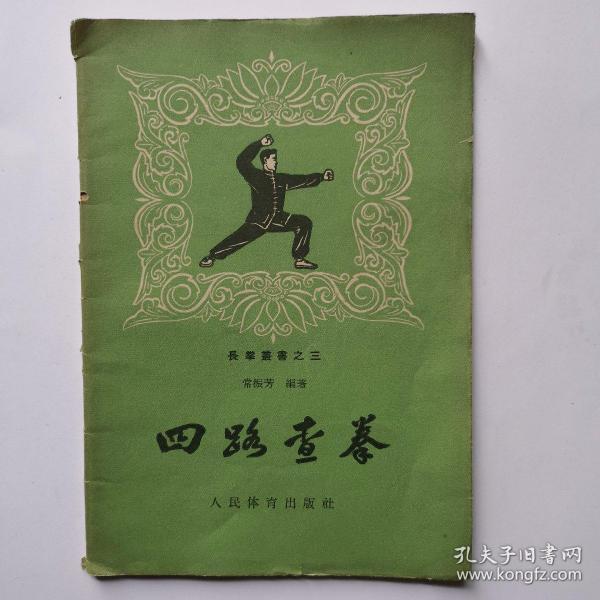 長拳叢書之三
常振芳 編著
四路查拳
人民体育出版社
孔夫子旧書网
www.kongfz.com